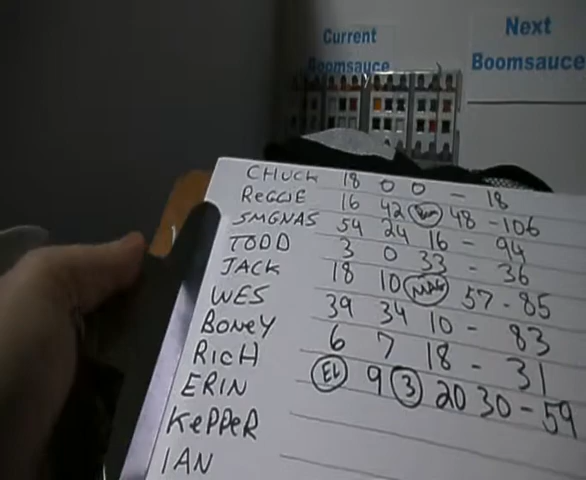 Current
Boomsauce
Next
Boomsauce
CHUCK 18 0 0 - 18
ReGGIE 16 42 48 - 106
SMGNAS 54 24 16 - 94
TODD 3 0 33 - 36
JACK 18 10 MAG 57 - 85
WES 39 34 10 - 83
BONeY 6 7 18 - 31
RicH EL 9 3 20 30 - 59
ERIN
KePPeR
IAN